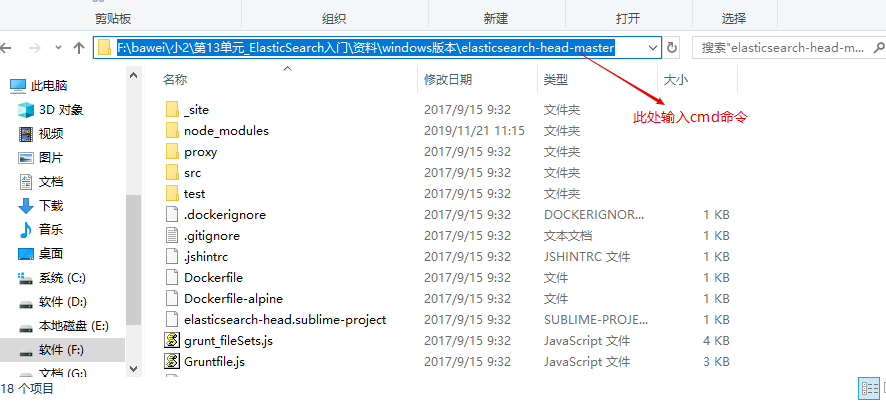 剪贴板 组织 新建 打开 选择
F:\bawei\小2\第13单元_ElasticSearch入门\资料\windows版本\elasticsearch-head-master 搜索"elasticsearch-head-m...
名称 修改日期 类型 大小
此处输入cmd命令
此电脑
3D 对象
视频
图片
文档
下载
音乐
桌面
系统 (C:)
软件 (D:)
本地磁盘 (E:)
软件 (F:)
文档 (G:)
_site 2017/9/15 9:32 文件夹
node_modules 2019/11/21 11:15 文件夹
proxy 2017/9/15 9:32 文件夹
src 2017/9/15 9:32 文件夹
test 2017/9/15 9:32 文件夹
.dockerignore 2017/9/15 9:32 DOCKERIGNOR... 1 KB
.gitignore 2017/9/15 9:32 文本文档 1 KB
.jshintrc 2017/9/15 9:32 JSHINTRC 文件 1 KB
Dockerfile 2017/9/15 9:32 文件 1 KB
Dockerfile-alpine 2017/9/15 9:32 文件 1 KB
elasticsearch-head.sublime-project 2017/9/15 9:32 SUBLIME-PROJE... 1 KB
grunt_fileSets.js 2017/9/15 9:32 JavaScript 文件 4 KB
Gruntfile.js 2017/9/15 9:32 JavaScript 文件 3 KB
18 个项目